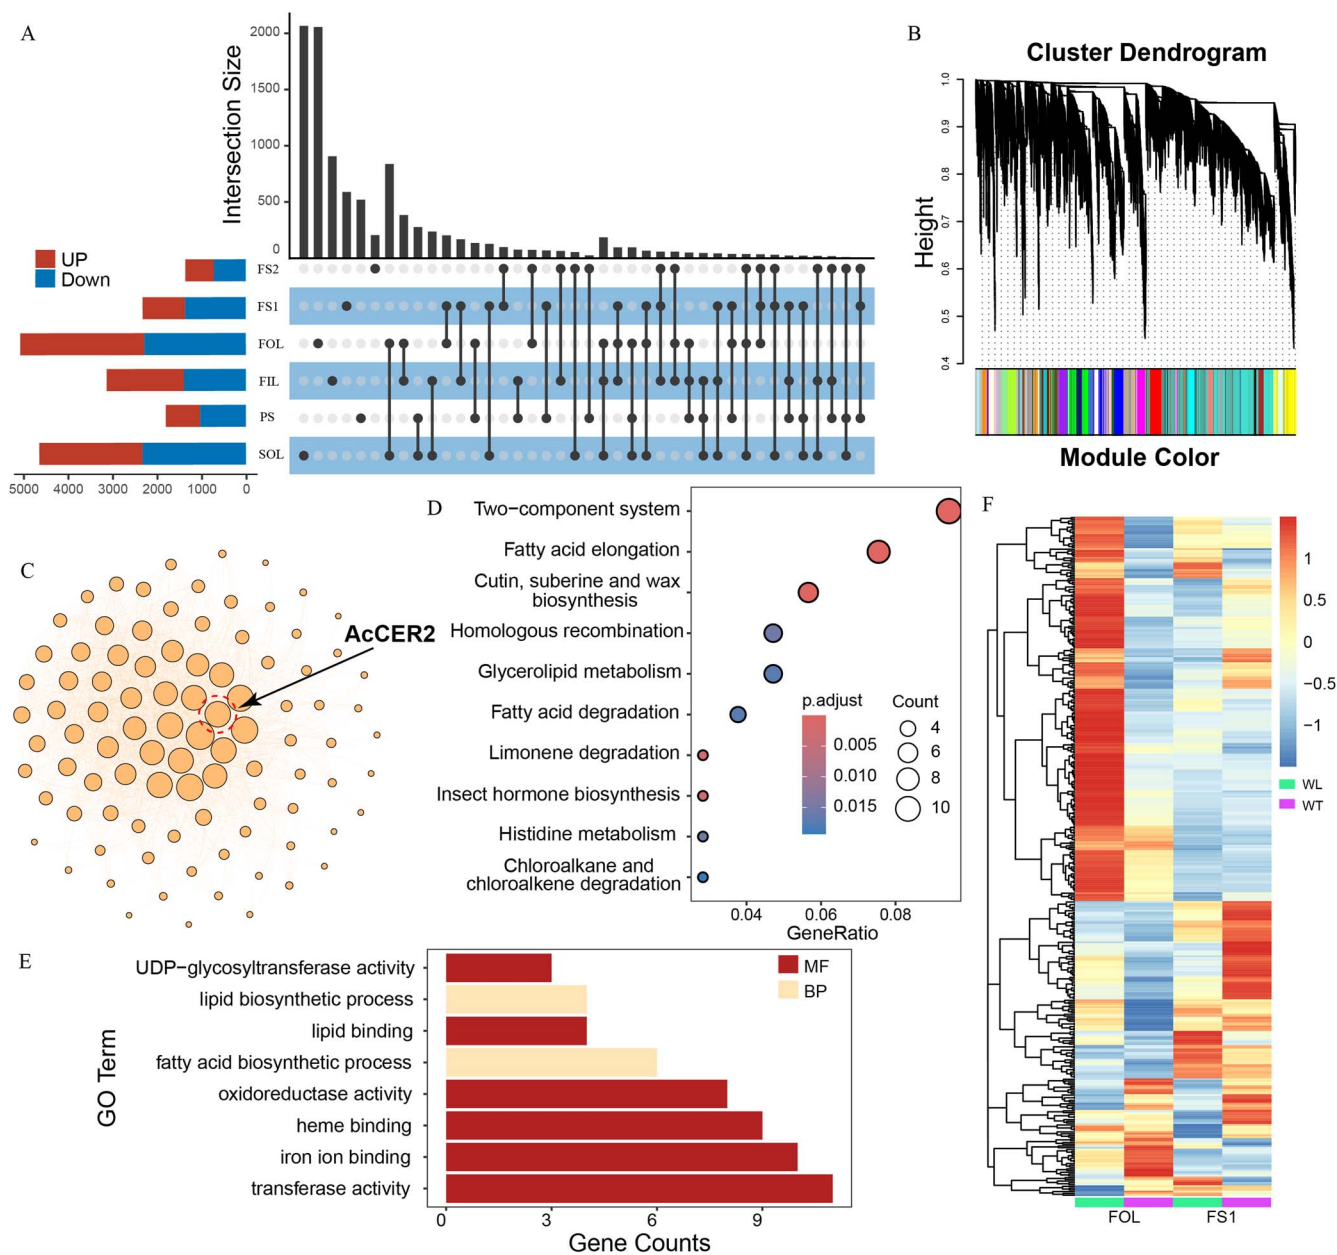 A
Intersection Size
2000
1500
1000
500
0
UP
Down
FS2
FS1
FOL
FIL
PS
SOL
5000 4000 3000 2000 1000 0
B
Cluster Dendrogram
Height
1.0
0.9
0.8
0.7
0.6
0.5
0.4
Module Color
C
AcCER2
D
Two-component system
Fatty acid elongation
Cutin, suberine and wax
biosynthesis
Homologous recombination
Glycerolipid metabolism
Fatty acid degradation
Limonene degradation
Insect hormone biosynthesis
Histidine metabolism
Chloroalkane and
chloroalkene degradation
p.adjust
0.005
0.010
0.015
Count
4
6
8
10
0.04 0.06 0.08
GeneRatio
E
GO Term
UDP-glycosyltransferase activity
lipid biosynthetic process
lipid binding
fatty acid biosynthetic process
oxidoreductase activity
heme binding
iron ion binding
transferase activity
MF
BP
0 3 6 9
Gene Counts
F
1
0.5
0
-0.5
-1
WL
WT
FOL FS1